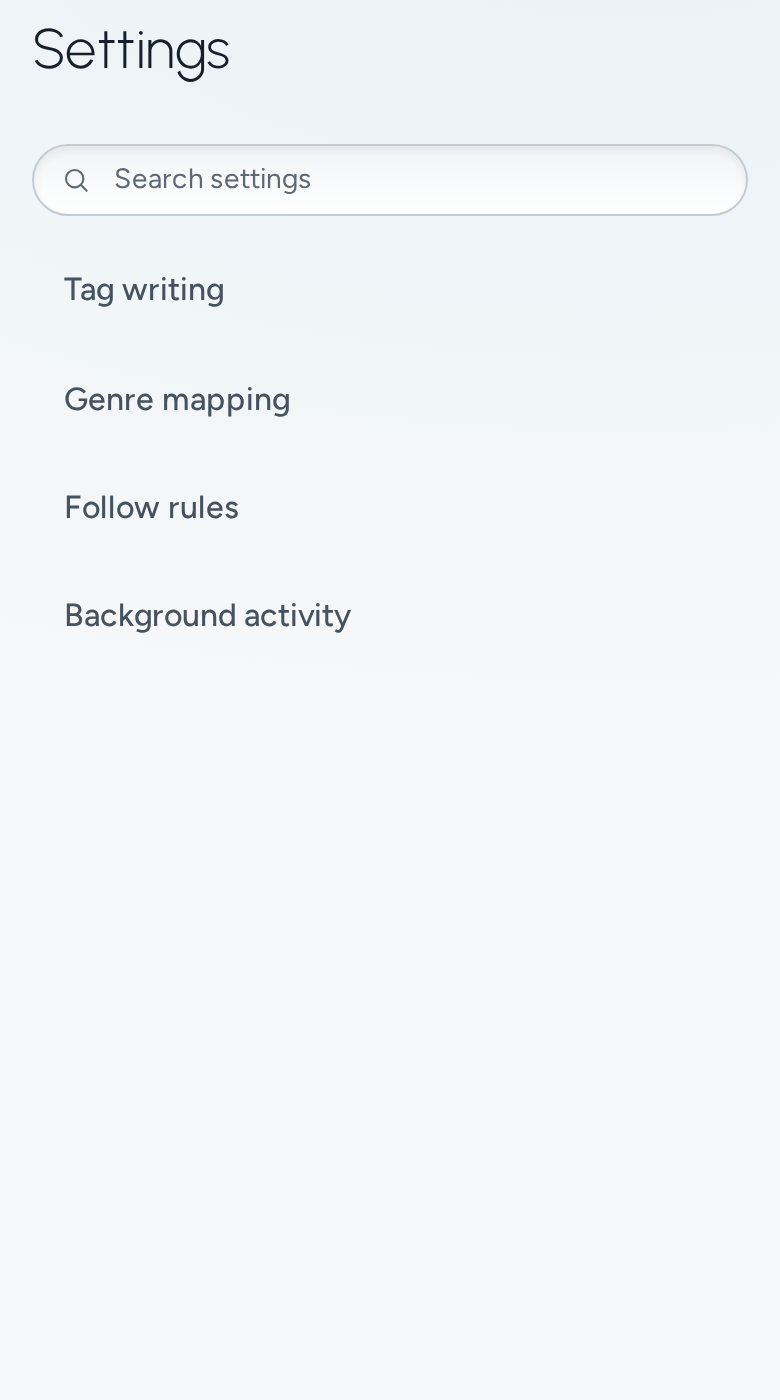 Settings
Search settings
Tag writing
Genre mapping
Follow rules
Background activity